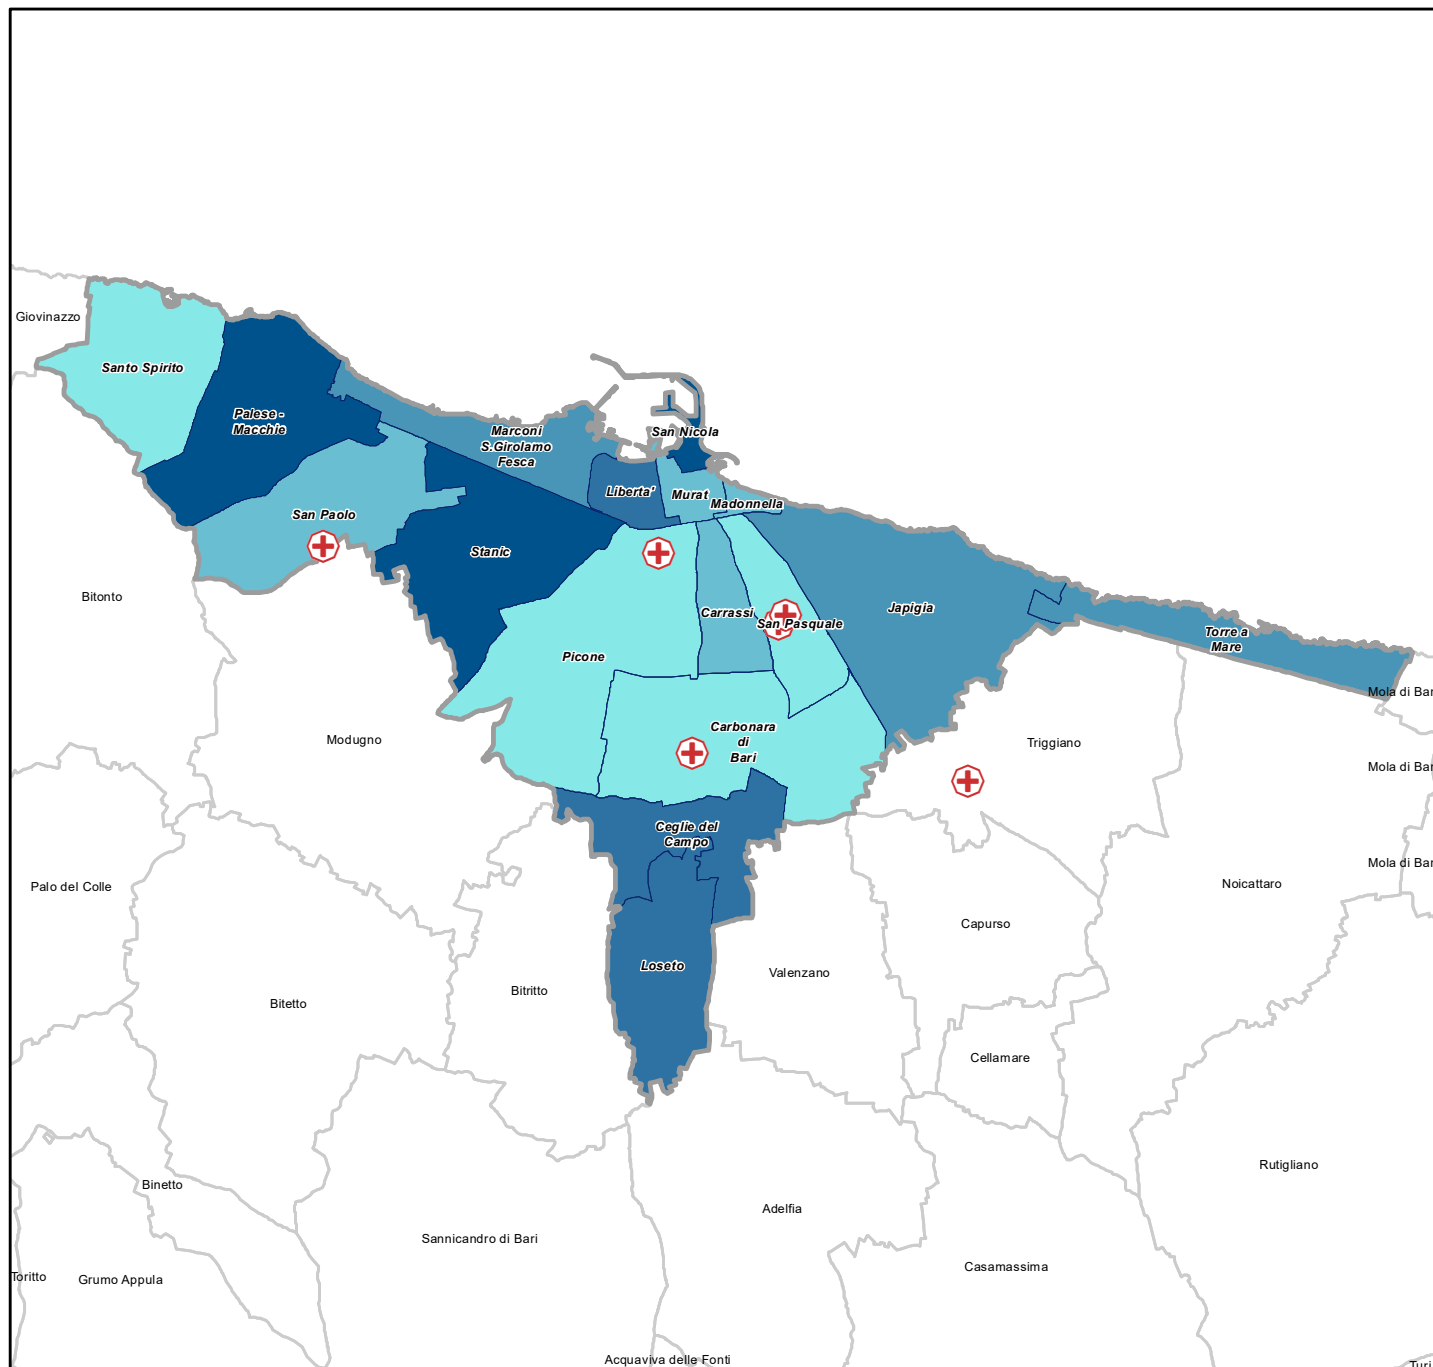 Giovinazzo
Santo Spirito
Palese -
Macchie
Marconi
S.Girolamo
Fesca
San Nicola
Liberta'
Murat
Madonnella
San Paolo
Stanic
Bitonto
Carrassi
San Pasquale
Japigia
Torre a
Mare
Picone
Mola di Bar
Modugno
Carbonara
di
Bari
Triggiano
Mola di Bar
Ceglie del
Campo
Mola di Bar
Palo del Colle
Noicattaro
Capurso
Loseto
Valenzano
Bitritto
Bitetto
Cellamare
Rutigliano
Binetto
Adelfia
Sannicandro di Bari
Casamassima
Toritto
Grumo Appula
Acquaviva delle Fonti
Turi